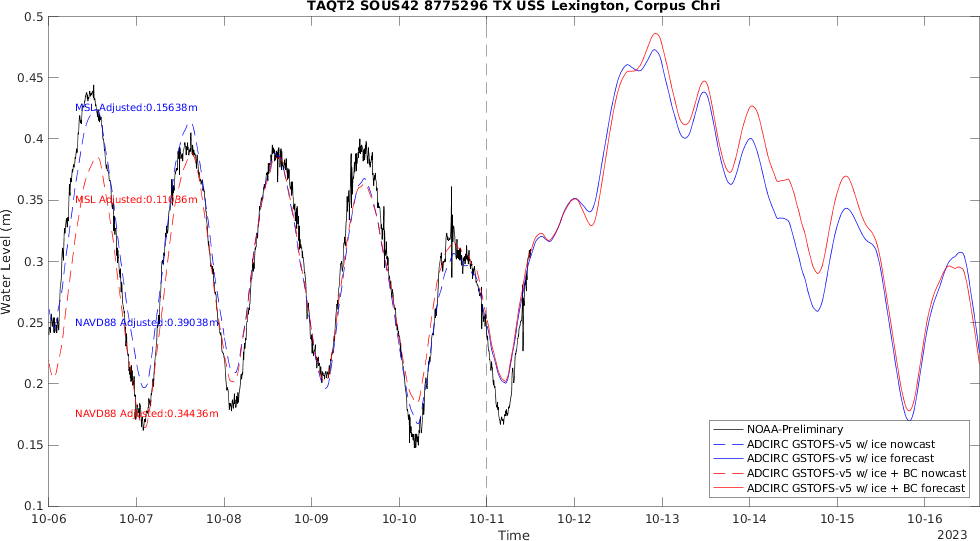 TAQT2 SOUS42 8775296 TX USS Lexington, Corpus Chri
0.5
0.45
0.4
0.35
0.3
0.25
0.2
0.15
0.1
Water Level (m)
MSL Adjusted:0.15638m
MSL Adjusted:0.11036m
NAVD88 Adjusted:0.39038m
NAVD88 Adjusted:0.34436m
NOAA-Preliminary
ADCIRC GSTOFS-v5 w/ ice nowcast
ADCIRC GSTOFS-v5 w/ ice forecast
ADCIRC GSTOFS-v5 w/ ice + BC nowcast
ADCIRC GSTOFS-v5 w/ ice + BC forecast
10-06 10-07 10-08 10-09 10-10 10-11 10-12 10-13 10-14 10-15 10-16
Time
2023